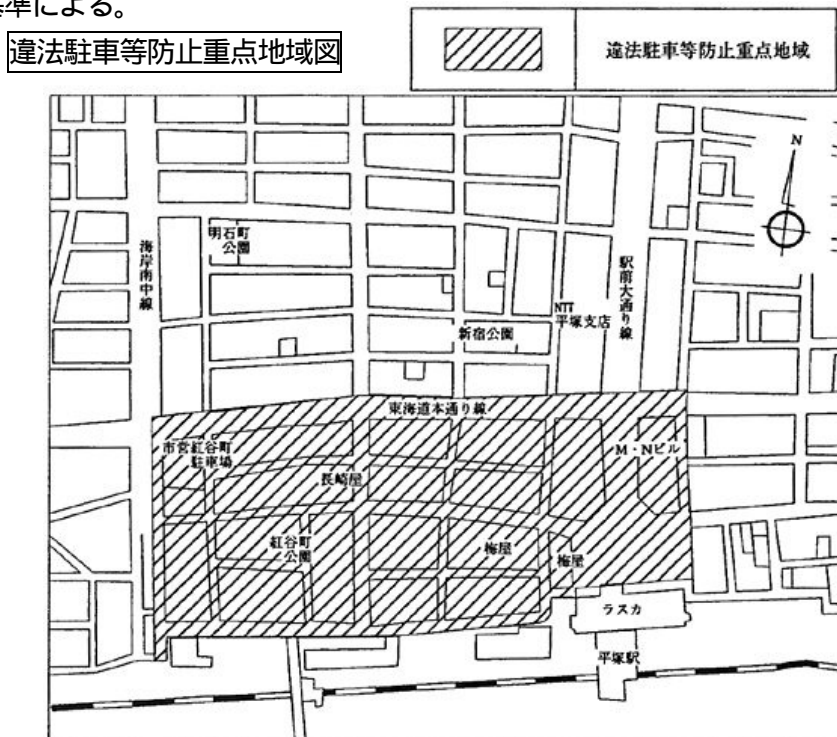 基準による。
違法駐車等防止重点地域図
違法駐車等防止重点地域
N
明石町
公園
海岸南中線
駅前大通り線
NTT
平塚支店
新宿公園
東海道本通り線
市営紅谷町
駐車場
M・Nビル
長崎屋
紅谷町
公園
梅屋
梅屋
ラスカ
平塚駅